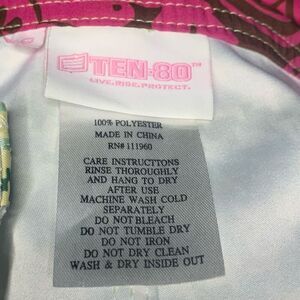 TEN-80
LIVE.RIDE.PROTECT.
100% POLYESTER
MADE IN CHINA
RN# 111960
CARE INSTRUCTIONS
RINSE THOROUGHLY
AND HANG TO DRY
AFTER USE
MACHINE WASH COLD
SEPARATELY
DO NOT BLEACH
DO NOT TUMBLE DRY
DO NOT IRON
DO NOT DRY CLEAN
WASH & DRY INSIDE OUT